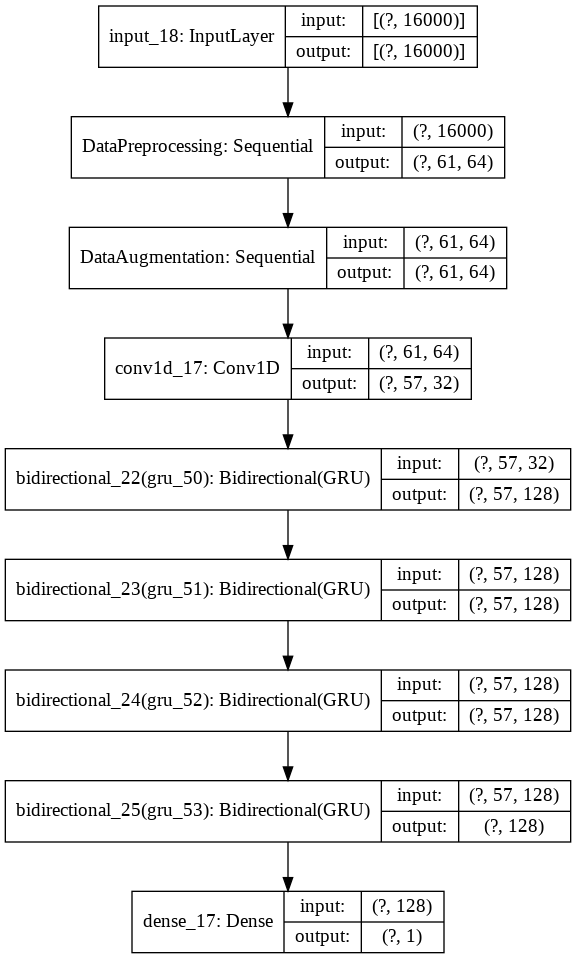 input_18: InputLayer
input: [(?, 16000)]
output: [(?, 16000)]
DataPreprocessing: Sequential
input: (?, 16000)
output: (?, 61, 64)
DataAugmentation: Sequential
input: (?, 61, 64)
output: (?, 61, 64)
conv1d_17: Conv1D
input: (?, 61, 64)
output: (?, 57, 32)
bidirectional_22(gru_50): Bidirectional(GRU)
input: (?, 57, 32)
output: (?, 57, 128)
bidirectional_23(gru_51): Bidirectional(GRU)
input: (?, 57, 128)
output: (?, 57, 128)
bidirectional_24(gru_52): Bidirectional(GRU)
input: (?, 57, 128)
output: (?, 57, 128)
bidirectional_25(gru_53): Bidirectional(GRU)
input: (?, 57, 128)
output: (?, 128)
dense_17: Dense
input: (?, 128)
output: (?, 1)